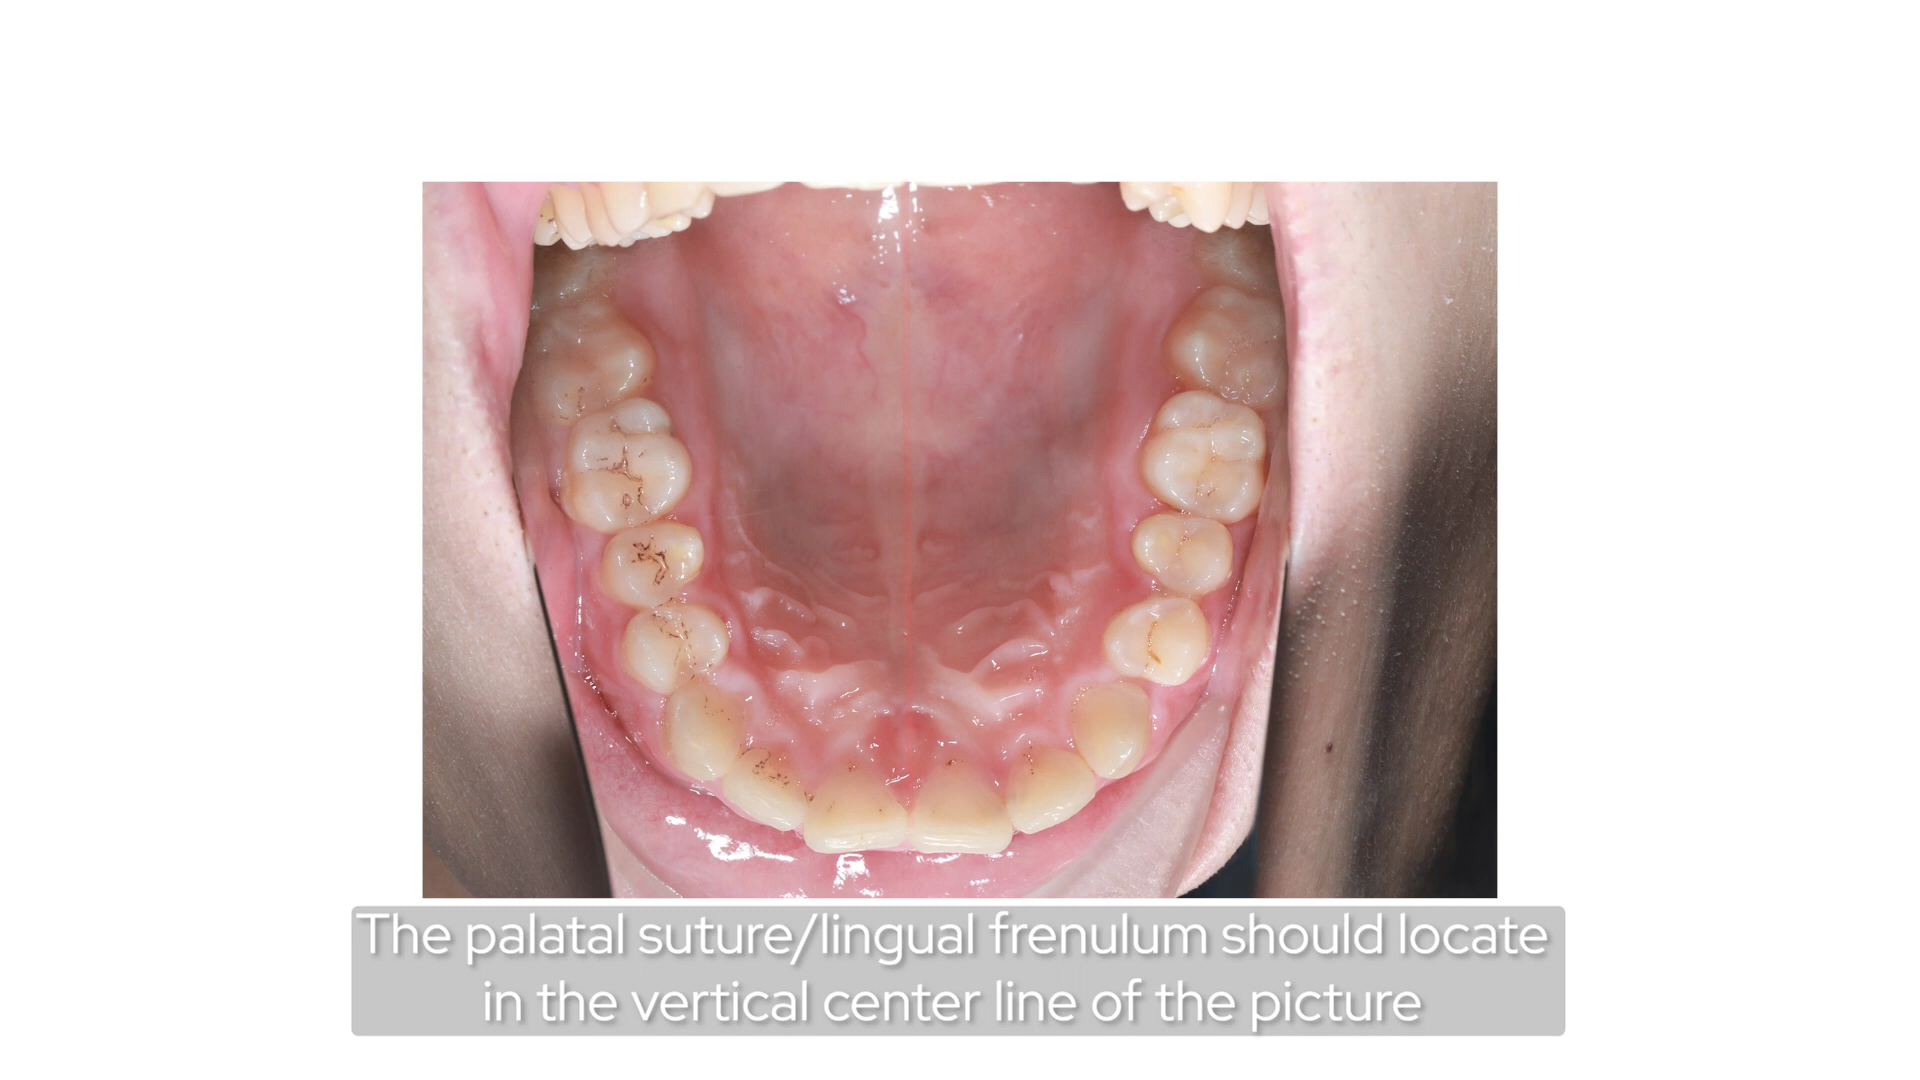 The palatal suture/lingual frenulum should locate
in the vertical center line of the picture